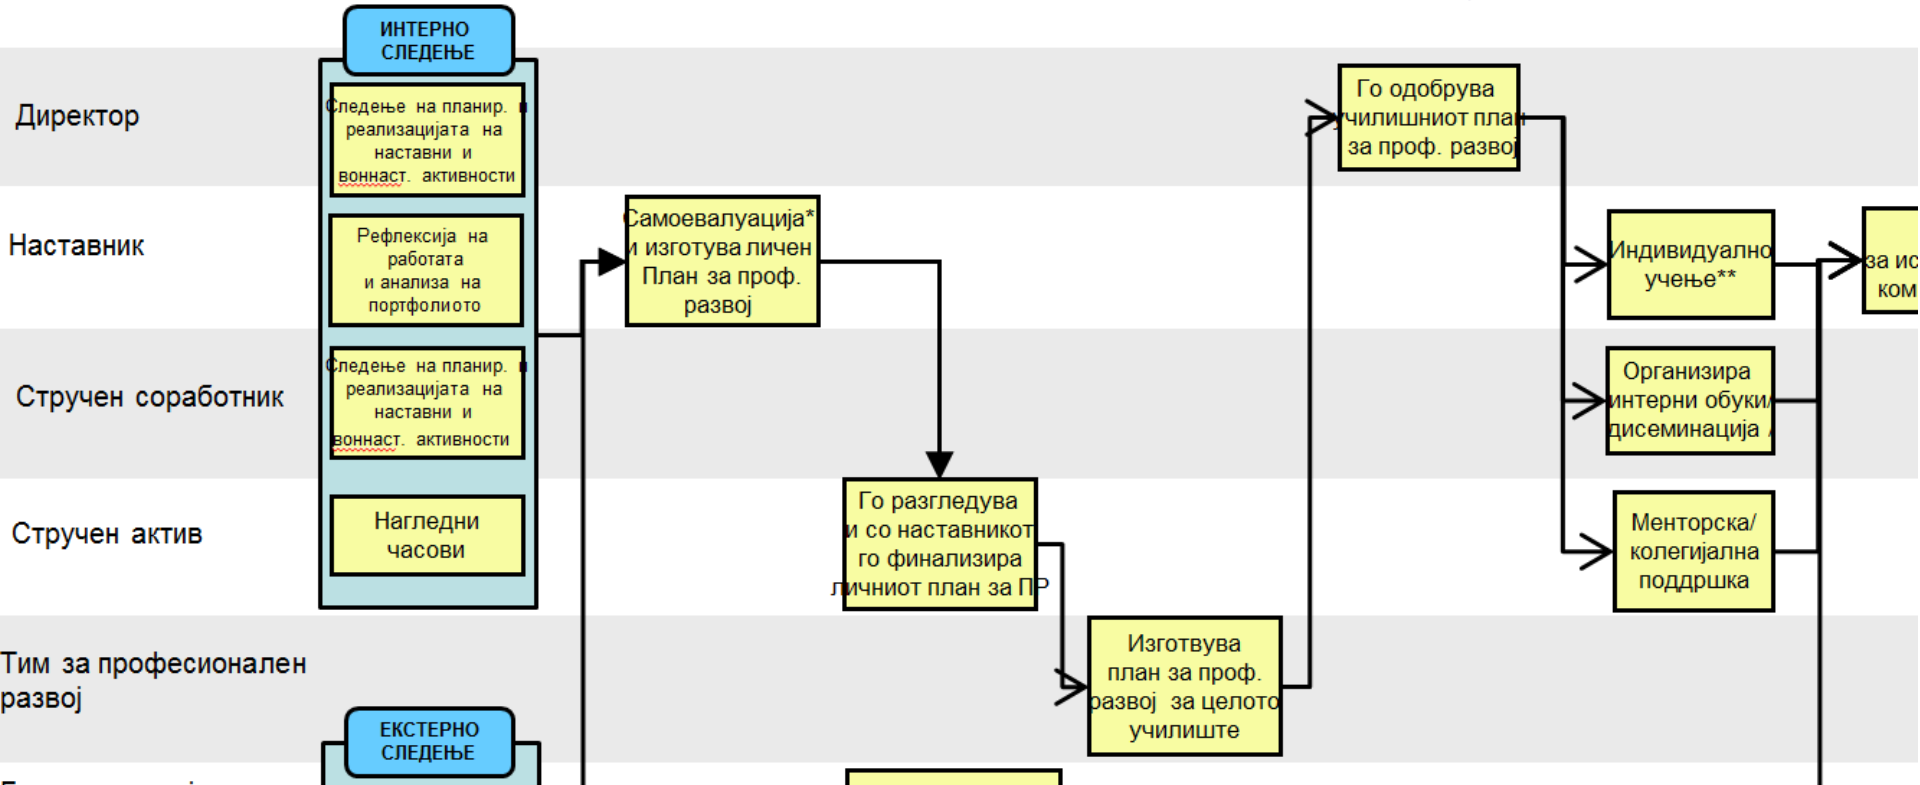 ИНТЕРНО
СЛЕДЕЊЕ
Директор
Следење на планир. и
реализацијата на
наставни и
воннаст. активности
Го одобрува
училишниот план
за проф. развој
Наставник
Рефлексија на
работата
и анализа на
портфолиото
Самоевалуација*
и изготува личен
План за проф.
развој
Индивидуално
учење**
за ис
ком
Стручен соработник
Следење на планир. и
реализацијата на
наставни и
воннаст. активности
Организира
интерни обуки/
дисеминација /
Стручен актив
Нагледни
часови
Го разгледува
и со наставникот
го финализира
личниот план за ПР
Менторска/
колегијална
поддршка
Тим за професионален
развој
Изготвува
план за проф.
развој за целото
училиште
ЕКСТЕРНО
СЛЕДЕЊЕ